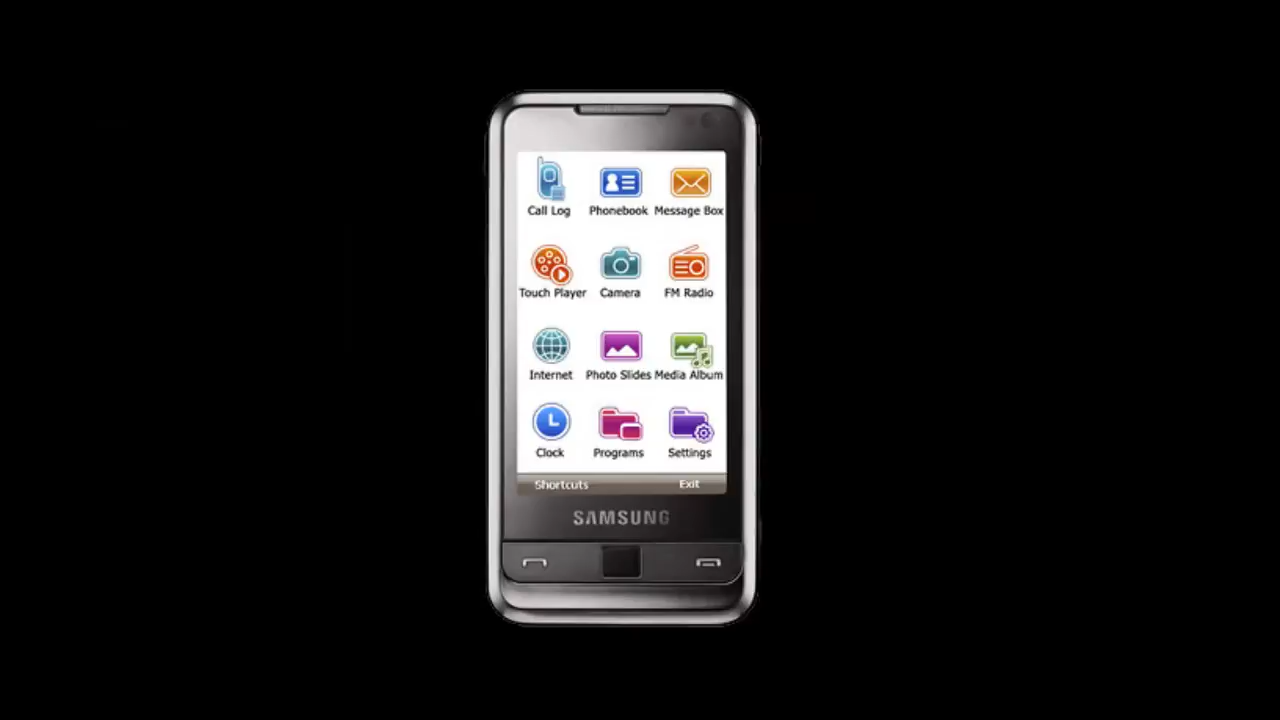 Call Log Phonebook Message Box
Touch Player Camera FM Radio
Internet Photo Slides Media Album
Clock Programs Settings
Shortcuts Exit
SAMSUNG